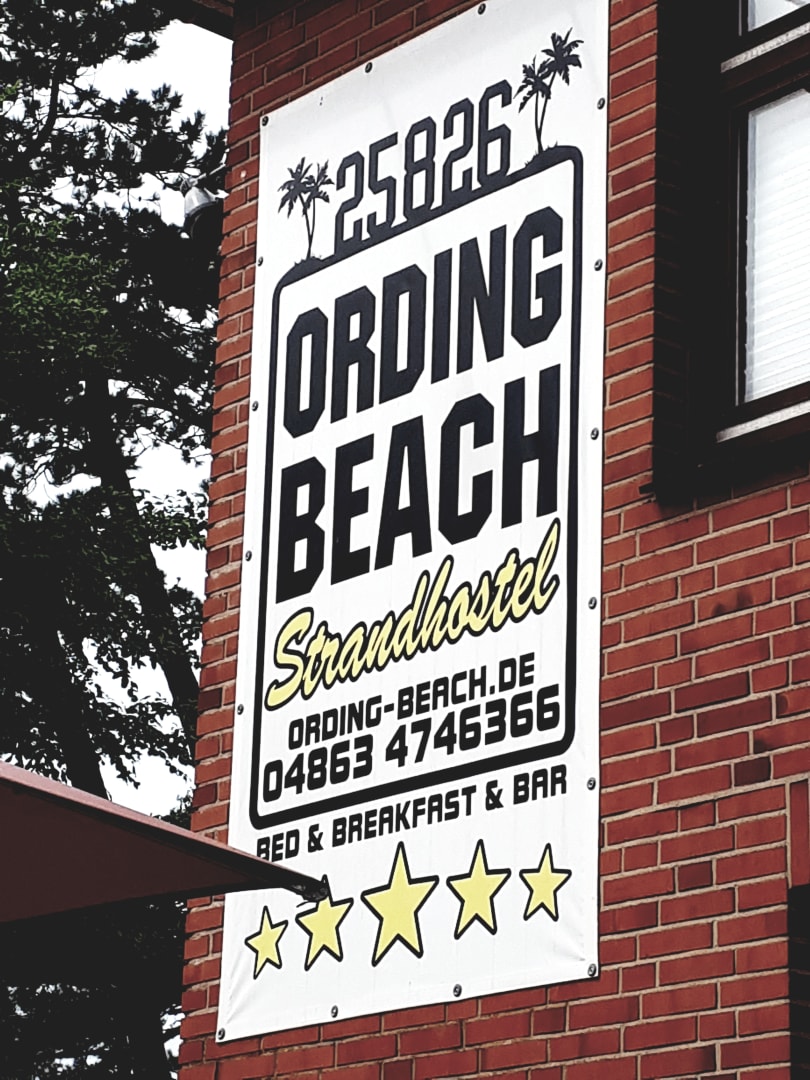 25826
ORDING
BEACH
Strandhostel
ORDING-BEACH.DE
04863 4746366
BED & BREAKFAST & BAR